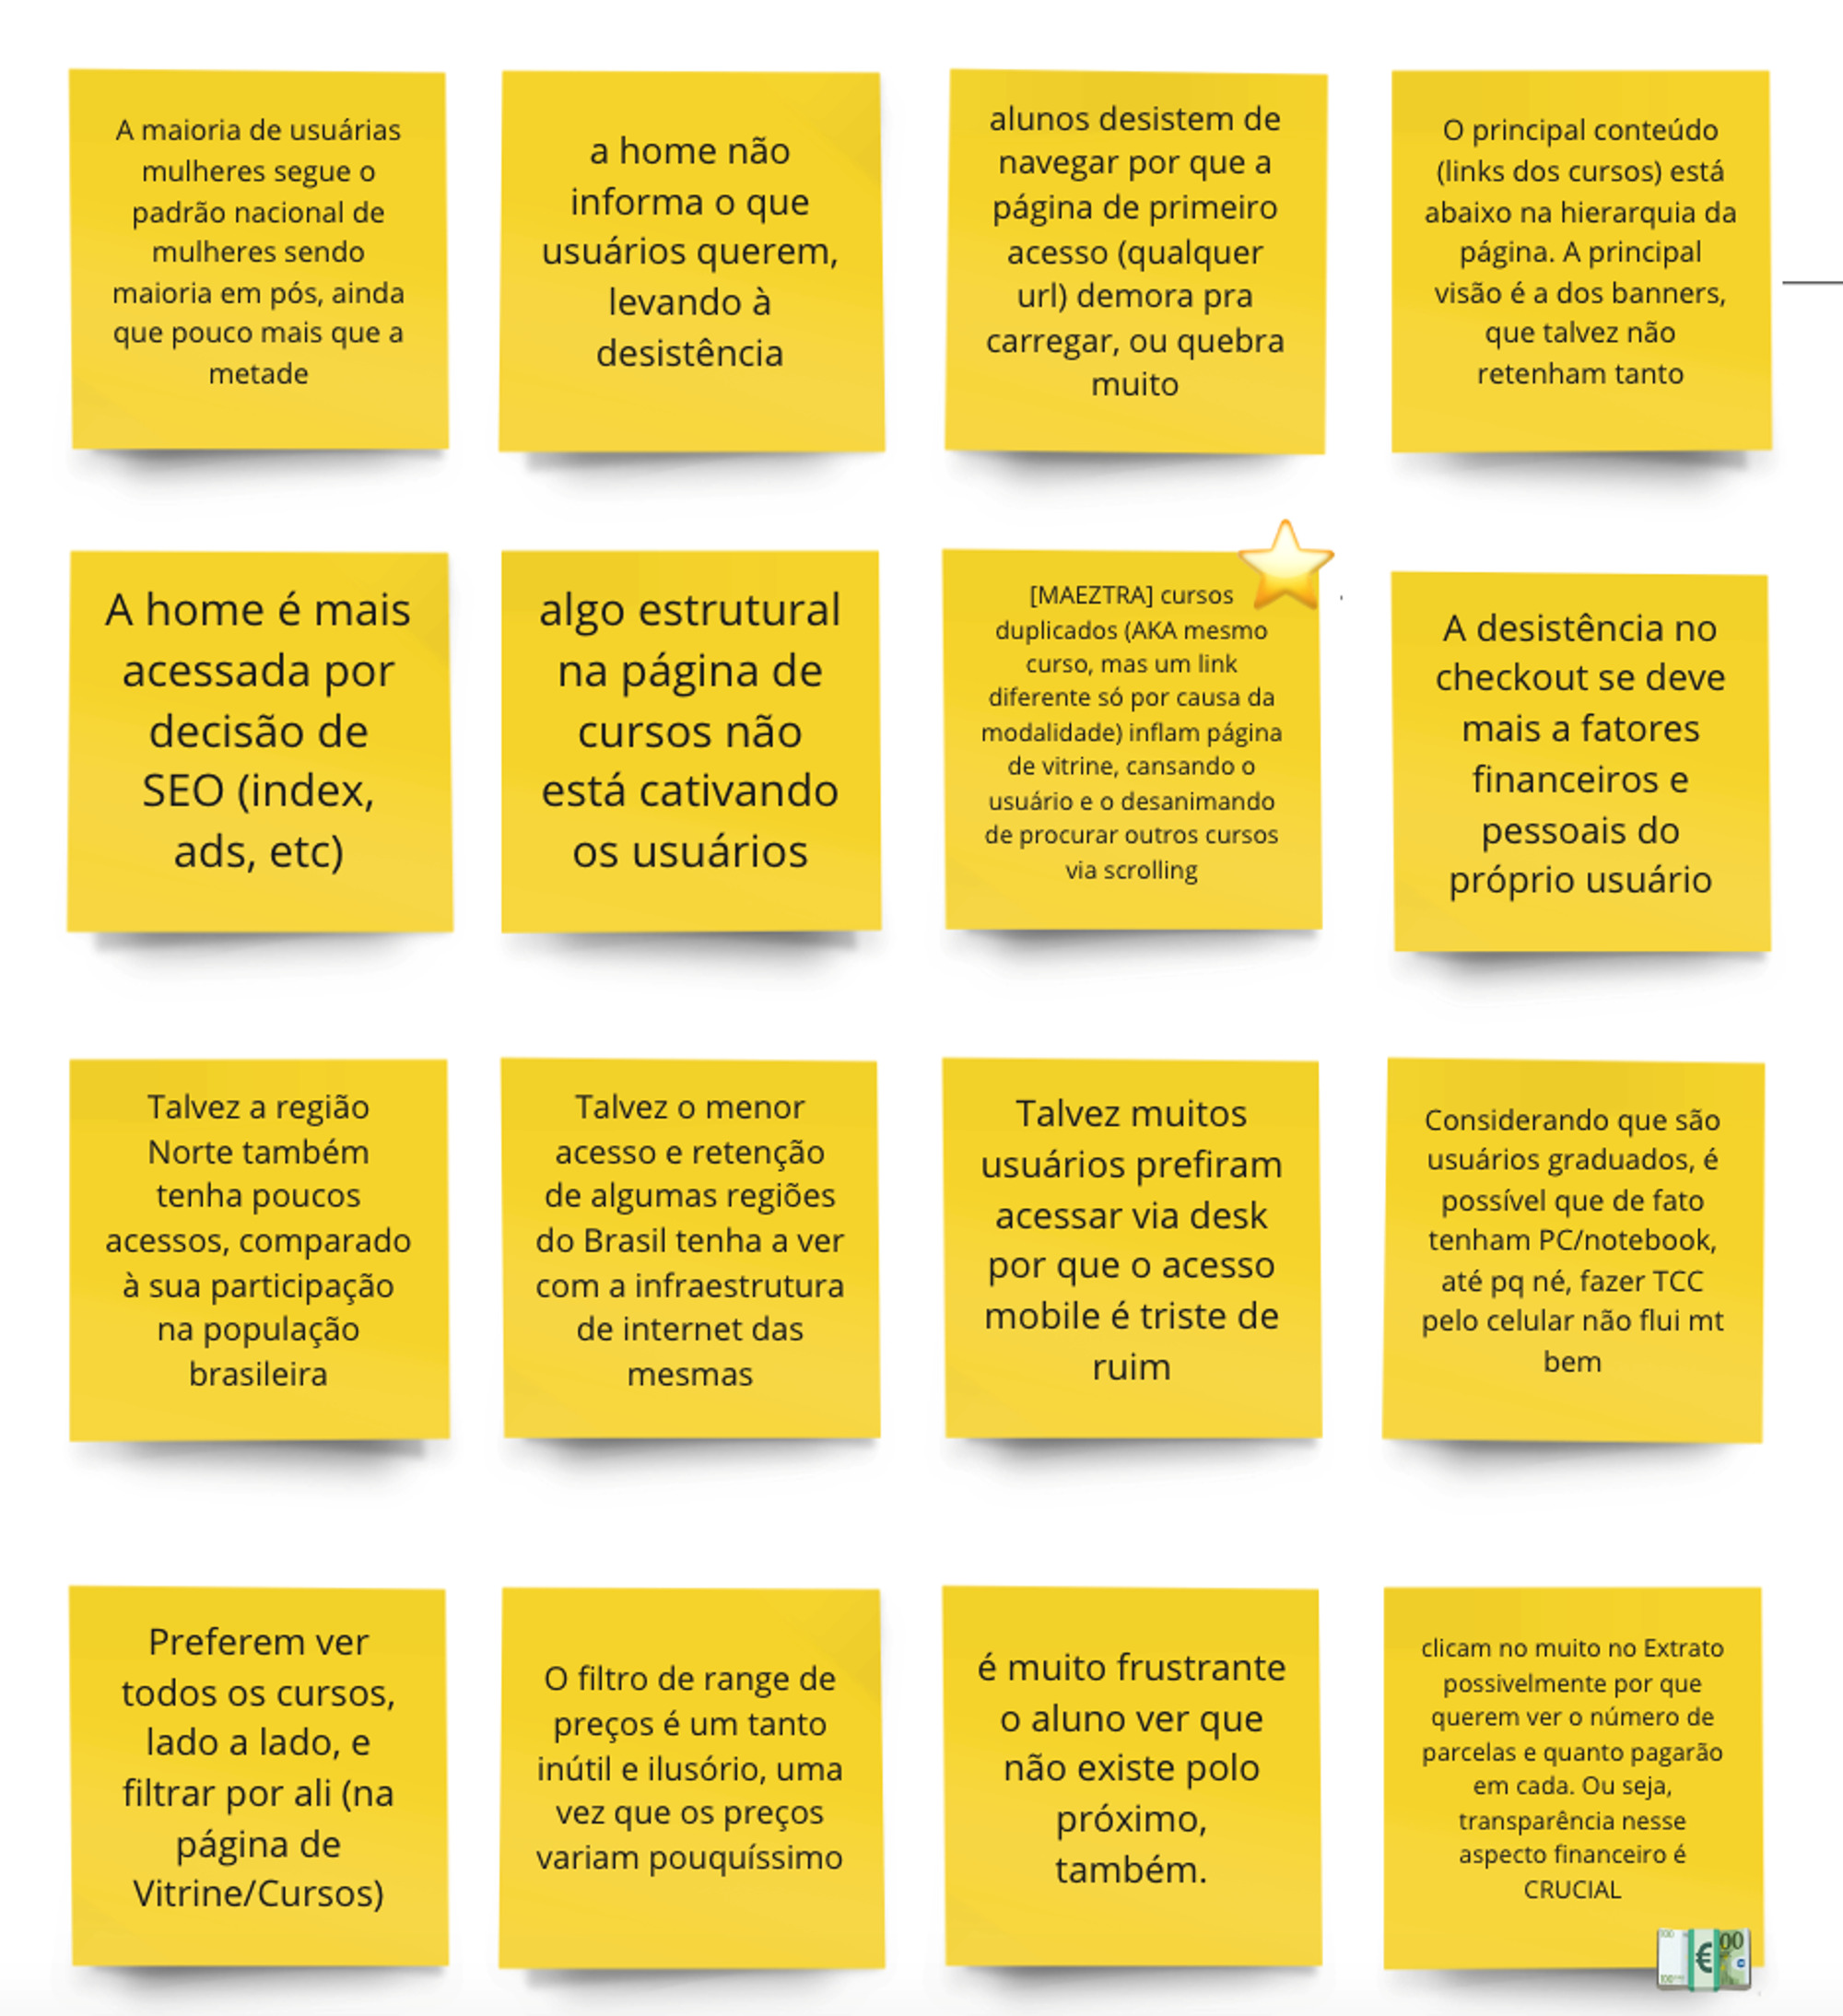 A maioria de usuárias
mulheres segue o
padrão nacional de
mulheres sendo
maioria em pós, ainda
que pouco mais que a
metade
a home não
informa o que
usuários querem,
levando à
desistência
alunos desistem de
navegar por que a
página de primeiro
acesso (qualquer
url) demora pra
carregar, ou quebra
muito
O principal conteúdo
(links dos cursos) está
abaixo na hierarquia da
página. A principal
visão é a dos banners,
que talvez não
retenham tanto
A home é mais
acessada por
decisão de
SEO (index,
ads, etc)
algo estrutural
na página de
cursos não
está cativando
os usuários
[MAEZTRA] cursos
duplicados (AKA mesmo
curso, mas um link
diferente só por causa da
modalidade) inflam página
de vitrine, cansando o
usuário e o desanimando
de procurar outros cursos
via scrolling
A desistência no
checkout se deve
mais a fatores
financeiros e
pessoais do
próprio usuário
Talvez a região
Norte também
tenha poucos
acessos, comparado
à sua participação
na população
brasileira
Talvez o menor
acesso e retenção
de algumas regiões
do Brasil tenha a ver
com a infraestrutura
de internet das
mesmas
Talvez muitos
usuários prefiram
acessar via desk
por que o acesso
mobile é triste de
ruim
Considerando que são
usuários graduados, é
possível que de fato
tenham PC/notebook,
até pq né, fazer TCC
pelo celular não flui mt
bem
Preferem ver
todos os cursos,
lado a lado, e
filtrar por ali (na
página de
Vitrine/Cursos)
O filtro de range de
preços é um tanto
inútil e ilusório, uma
vez que os preços
variam pouquíssimo
é muito frustrante
o aluno ver que
não existe polo
próximo,
também.
clicam no muito no Extrato
possivelmente por que
querem ver o número de
parcelas e quanto pagarão
em cada. Ou seja,
transparência nesse
aspecto financeiro é
CRUCIAL